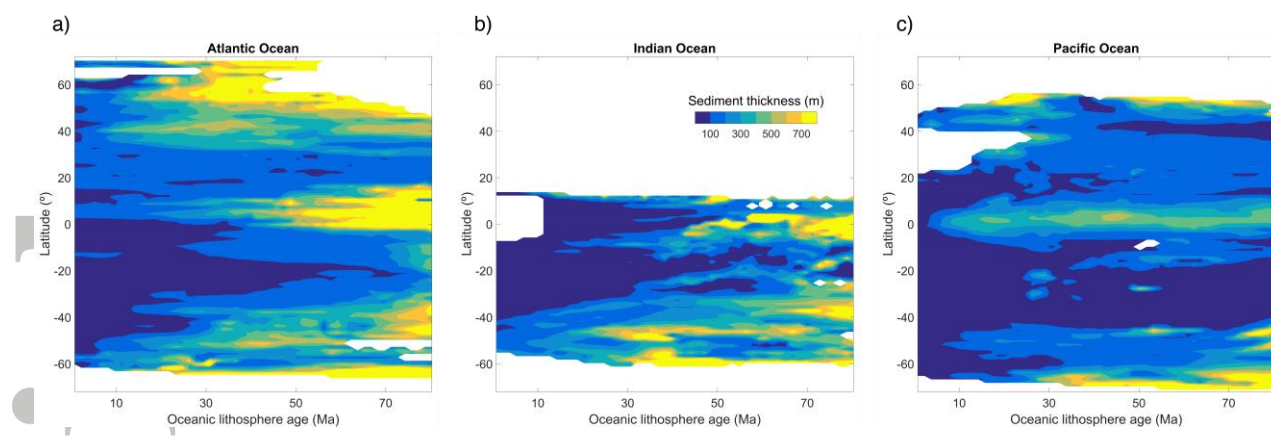 a)
Atlantic Ocean
60
40
20
0
-20
-40
-60
Latitude (º)
10
30
50
70
Oceanic lithosphere age (Ma)
b)
Indian Ocean
Sediment thickness (m)
100
300
500
700
60
40
20
0
-20
-40
-60
Latitude (º)
10
30
50
70
Oceanic lithosphere age (Ma)
c)
Pacific Ocean
60
40
20
0
-20
-40
-60
Latitude (º)
10
30
50
70
Oceanic lithosphere age (Ma)